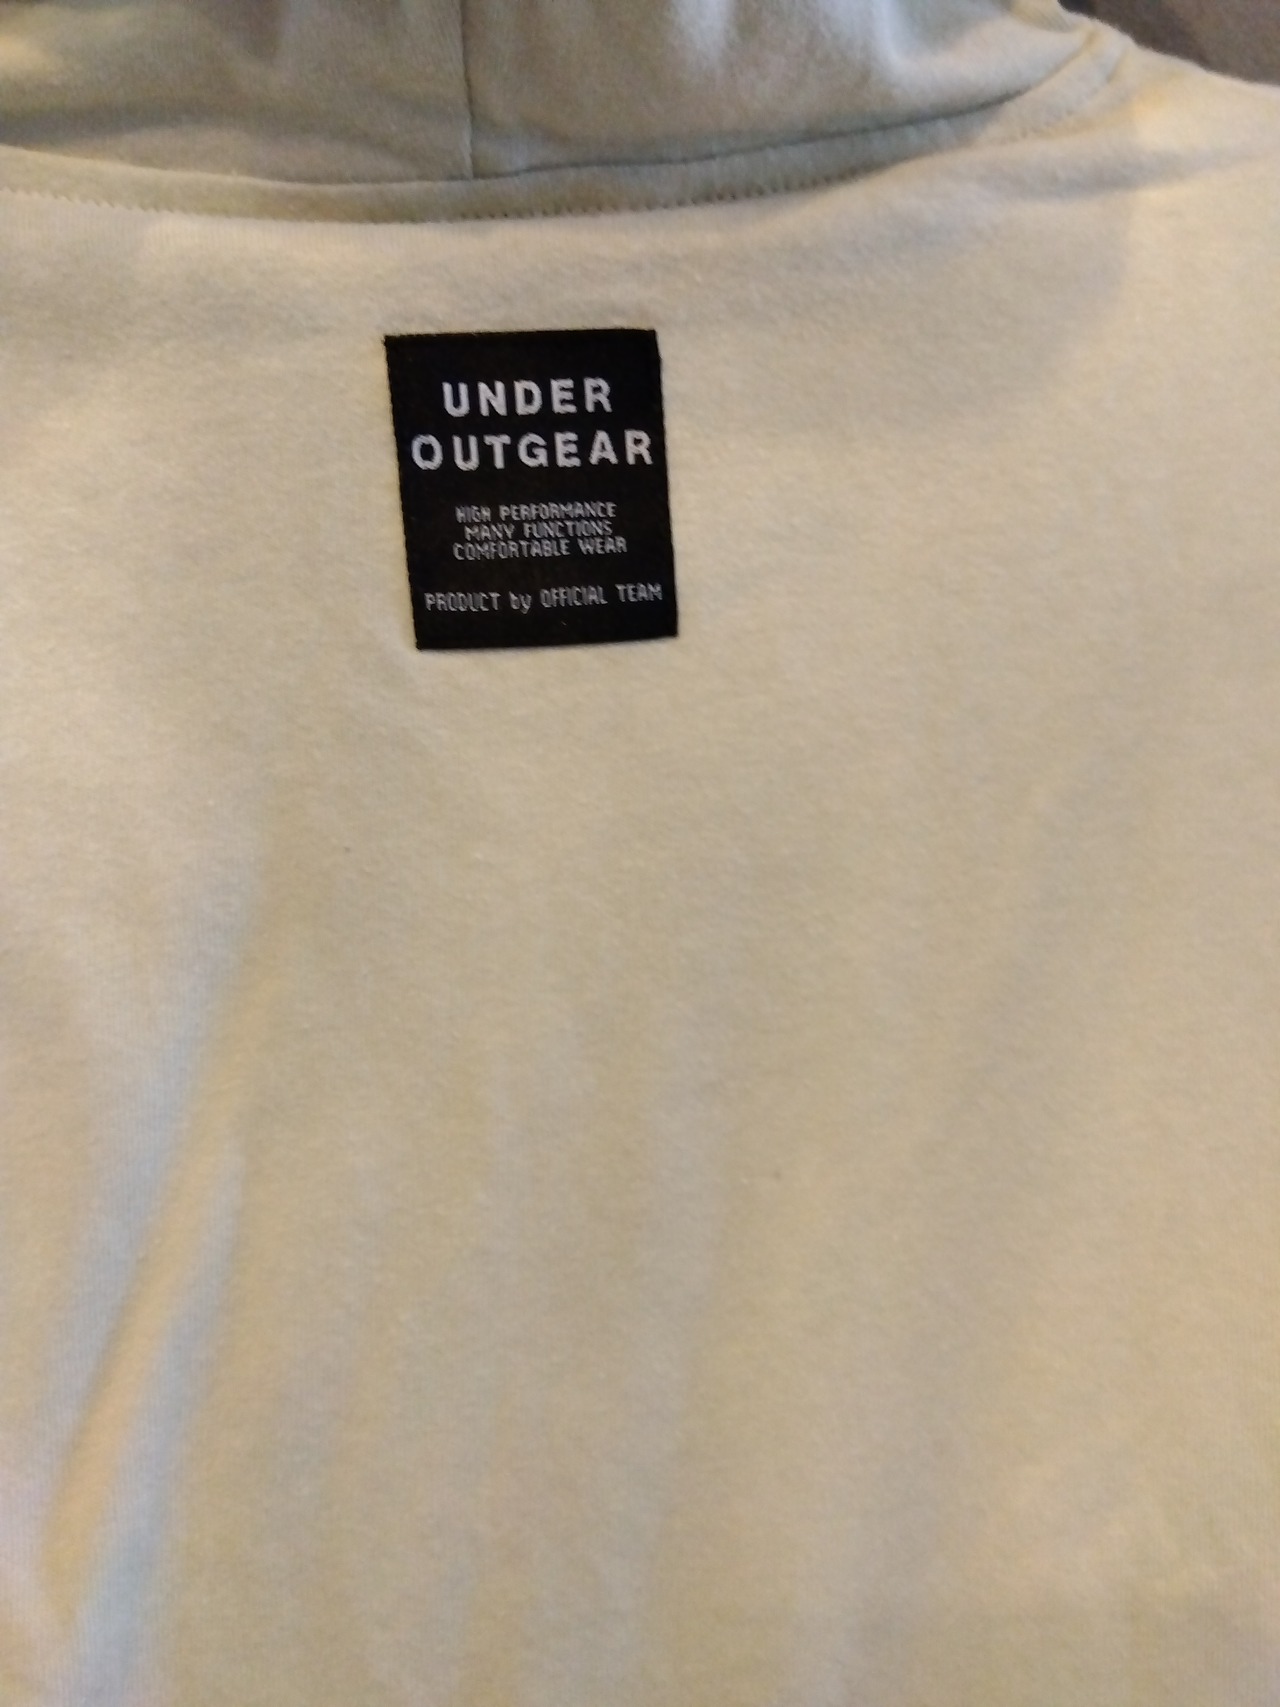 UNDER
OUTGEAR
HIGH PERFORMANCE
MANY FUNCTIONS
COMFORTABLE WEAR
PRODUCT by OFFICIAL TEAM